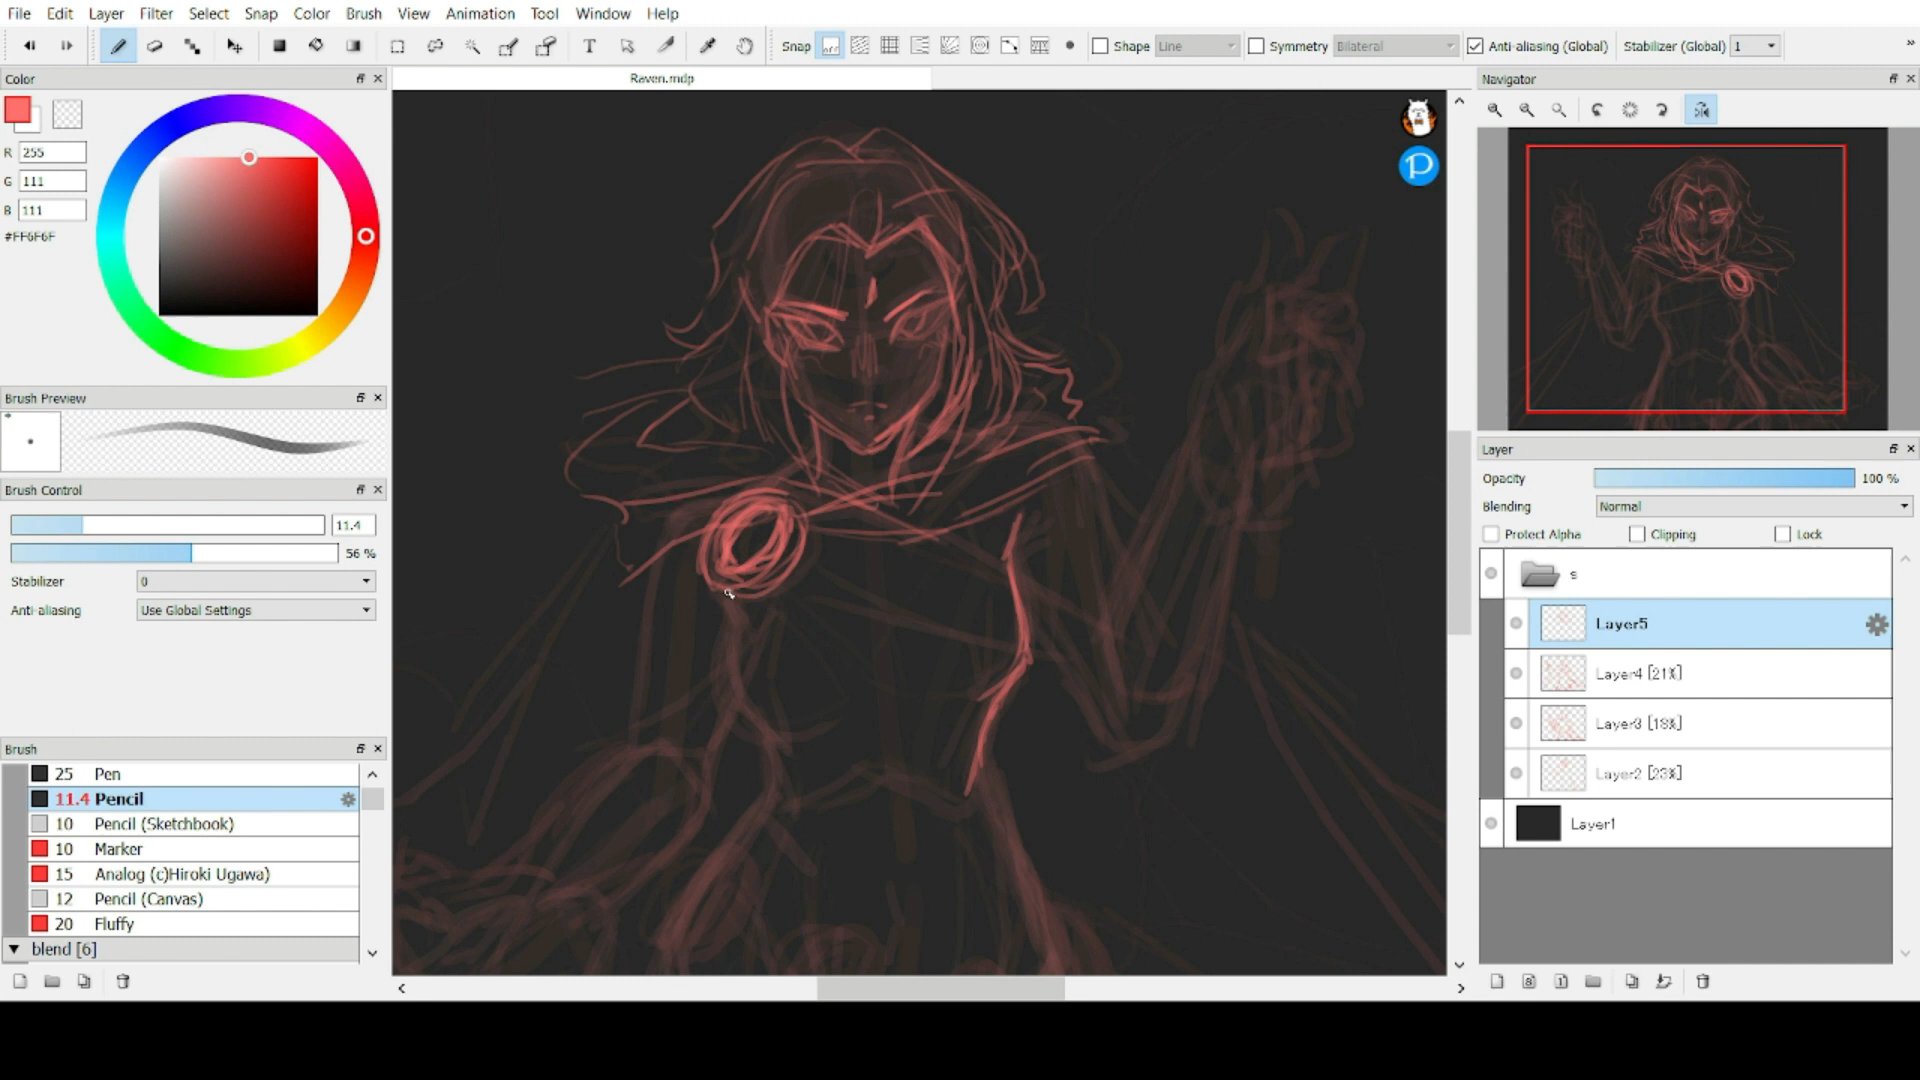 File Edit Layer Filter Select Snap Color Brush View Animation Tool Window Help
T Snap off Shape Line Symmetry Bilateral Anti-aliasing (Global) Stabilizer (Global) 1
Color
Raven.mdp
Navigator
R 255
G 111
B 111
#FF6F6F
P
Brush Preview
Brush Control
11.4
56 %
Stabilizer 0
Anti-aliasing Use Global Settings
Brush
25 Pen
11.4 Pencil
10 Pencil (Sketchbook)
10 Marker
15 Analog (c)Hiroki Ugawa)
12 Pencil (Canvas)
20 Fluffy
blend [6]
Layer
Opacity 100 %
Blending Normal
Protect Alpha Clipping Lock
s
Layer5
Layer4 [21%]
Layer3 [18%]
Layer2 [23%]
Layer1
8 1